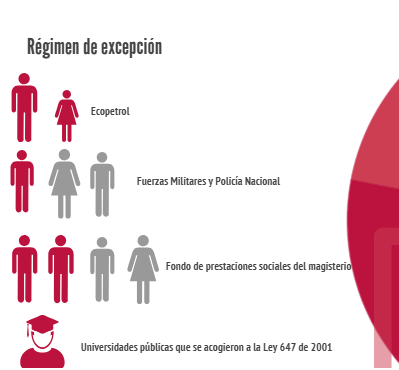 Régimen de excepción
Ecopetrol
Fuerzas Militares y Policía Nacional
Fondo de prestaciones sociales del magisterio
Universidades públicas que se acogieron a la Ley 647 de 2001